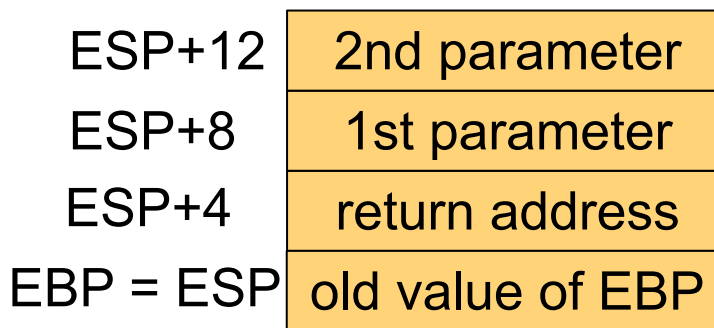 ESP+12 2nd parameter
ESP+8 1st parameter
ESP+4 return address
EBP = ESP old value of EBP